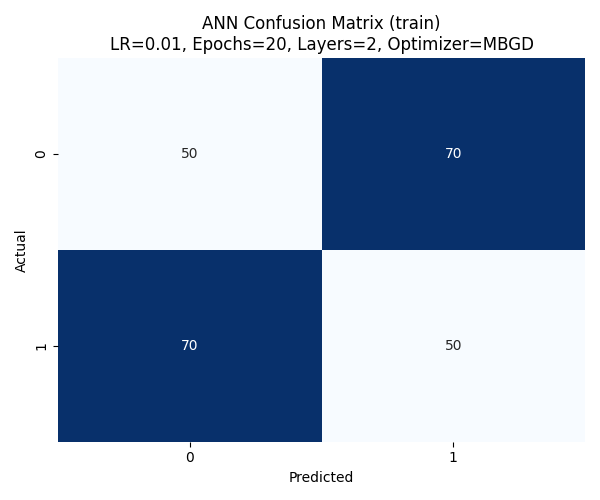 ANN Confusion Matrix (train)
LR=0.01, Epochs=20, Layers=2, Optimizer=MBGD
Actual
0
50
70
1
70
50
0
1
Predicted